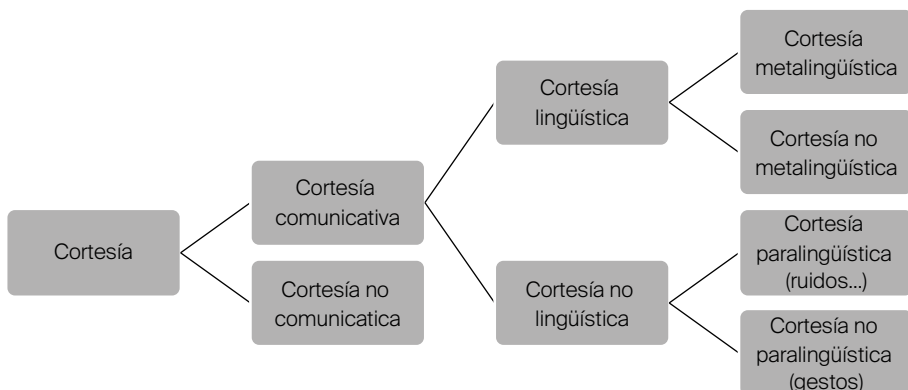 Cortesía
Cortesía
comunicativa
Cortesía no
comunicatica
Cortesía
lingüística
Cortesía no
lingüística
Cortesía
metalingüística
Cortesía no
metalingüística
Cortesía
paralingüística
(ruidos...)
Cortesía no
paralingüística
(gestos)